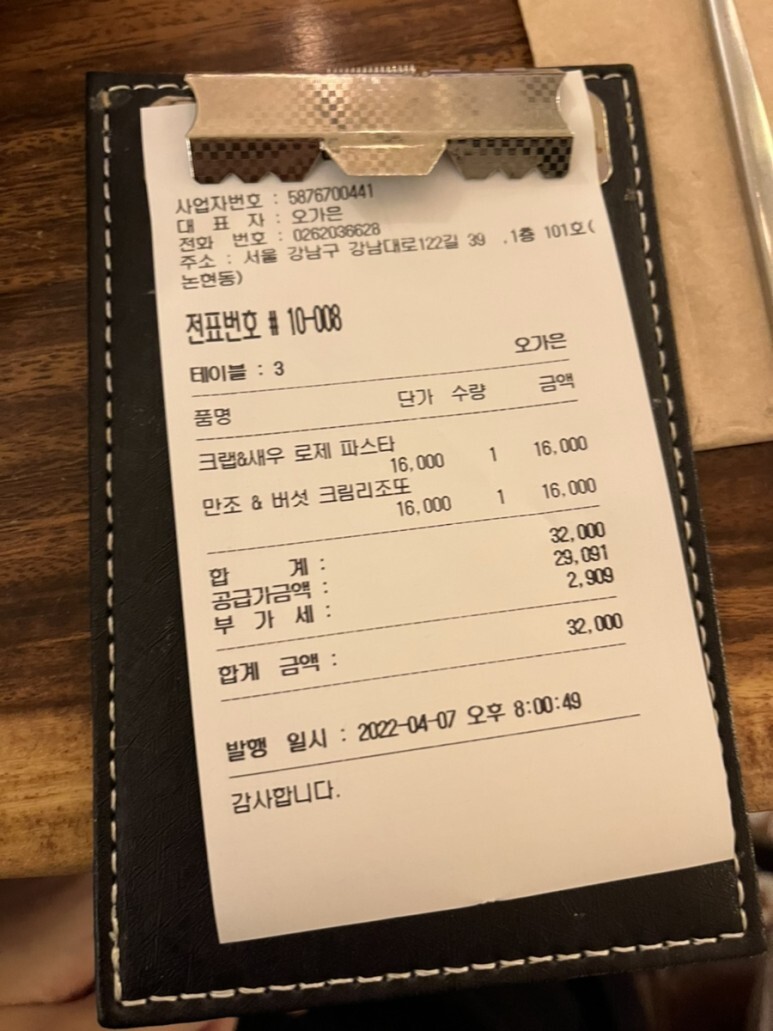 사업자번호 : 5876700441
대 표 자 : 오가은
전화 번호 : 0262036628
주소 : 서울 강남구 강남대로122길 39 ,1층 101호(
논현동)
전표번호 # 10-008
테이블 : 3 오가은
품명 단가 수량 금액
크랩&새우 로제 파스타
16,000 1 16,000
만조 & 버섯 크림리조또
16,000 1 16,000
합 계 : 32,000
공급가금액 : 29,091
부 가 세 : 2,909
합계 금액 : 32,000
발행 일시 : 2022-04-07 오후 8:00:49
감사합니다.